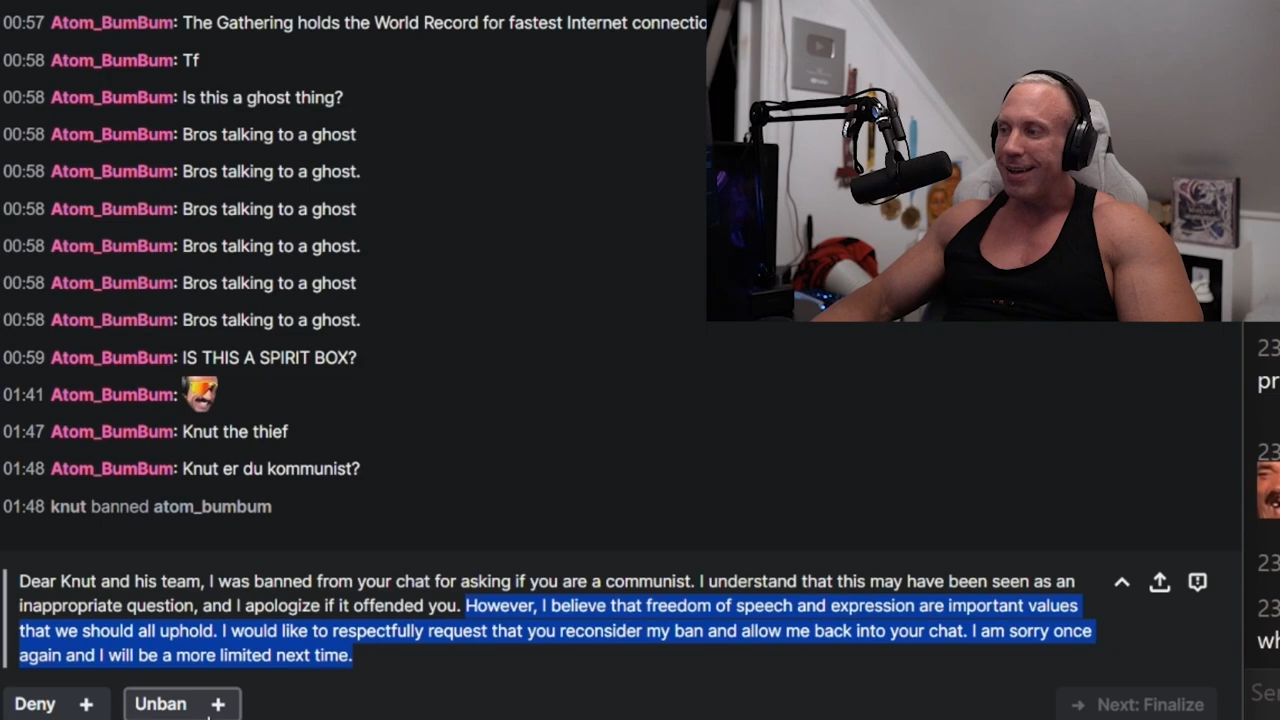 00:57 Atom_BumBum: The Gathering holds the World Record for fastest Internet connectio
00:58 Atom_BumBum: Tf
00:58 Atom_BumBum: Is this a ghost thing?
00:58 Atom_BumBum: Bros talking to a ghost
00:58 Atom_BumBum: Bros talking to a ghost.
00:58 Atom_BumBum: Bros talking to a ghost
00:58 Atom_BumBum: Bros talking to a ghost.
00:58 Atom_BumBum: Bros talking to a ghost
00:58 Atom_BumBum: Bros talking to a ghost.
00:59 Atom_BumBum: IS THIS A SPIRIT BOX?
01:41 Atom_BumBum:
01:47 Atom_BumBum: Knut the thief
01:48 Atom_BumBum: Knut er du kommunist?
01:48 knut banned atom_bumbum
Dear Knut and his team, I was banned from your chat for asking if you are a communist. I understand that this may have been seen as an
inappropriate question, and I apologize if it offended you. However, I believe that freedom of speech and expression are important values
that we should all uphold. I would like to respectfully request that you reconsider my ban and allow me back into your chat. I am sorry once
again and I will be a more limited next time.
Deny +
Unban +
Next: Finalize
23
pr
23
23
23
wh
Se